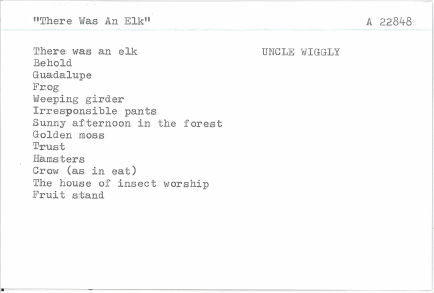 "There Was An Elk" A 22848
There was an elk UNCLE WIGGLY
Behold
Guadalupe
Frog
Weeping girder
Irresponsible pants
Sunny afternoon in the forest
Golden moss
Trust
Hamsters
Crow (as in eat)
The house of insect worship
Fruit stand